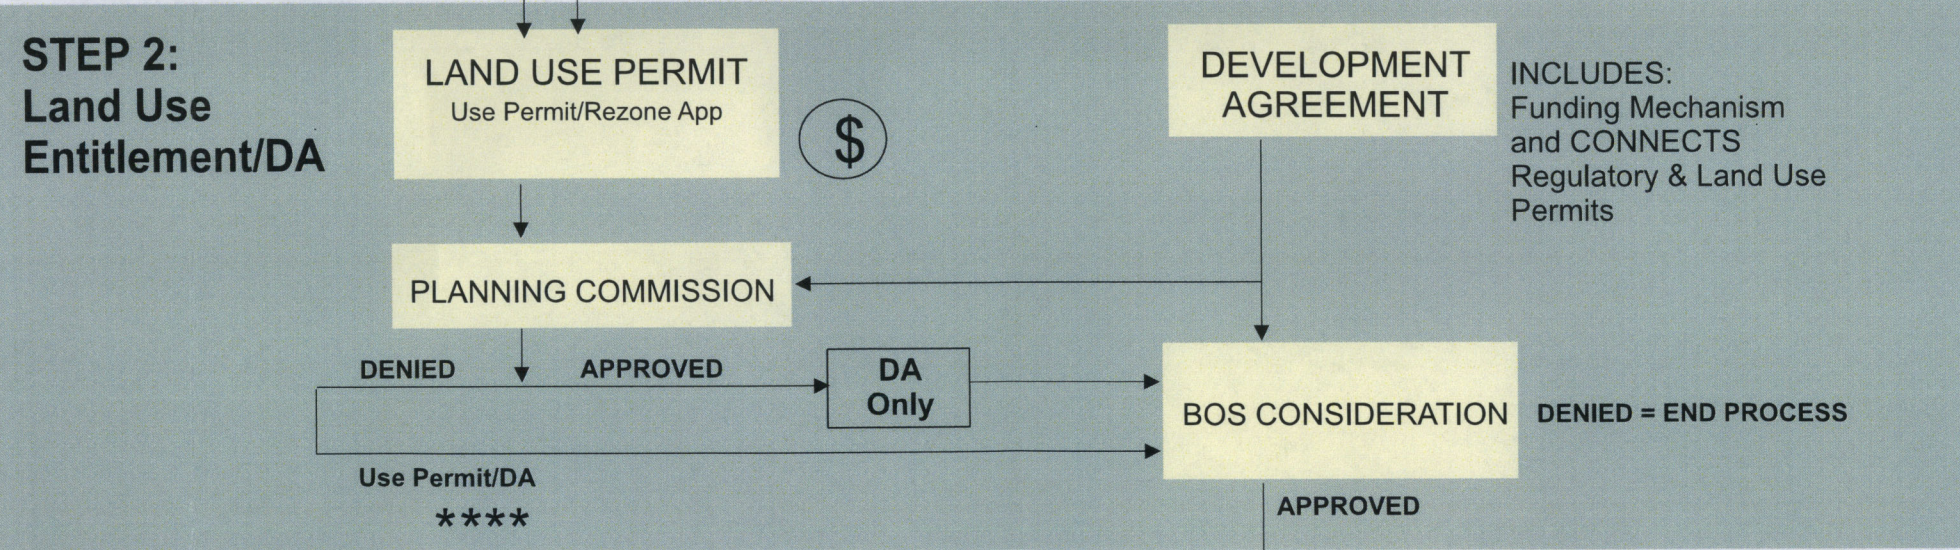 STEP 2:
Land Use
Entitlement/DA
LAND USE PERMIT
Use Permit/Rezone App
$
DEVELOPMENT
AGREEMENT
INCLUDES:
Funding Mechanism
and CONNECTS
Regulatory & Land Use
Permits
PLANNING COMMISSION
DENIED
APPROVED
DA
Only
BOS CONSIDERATION
DENIED = END PROCESS
Use Permit/DA
****
APPROVED